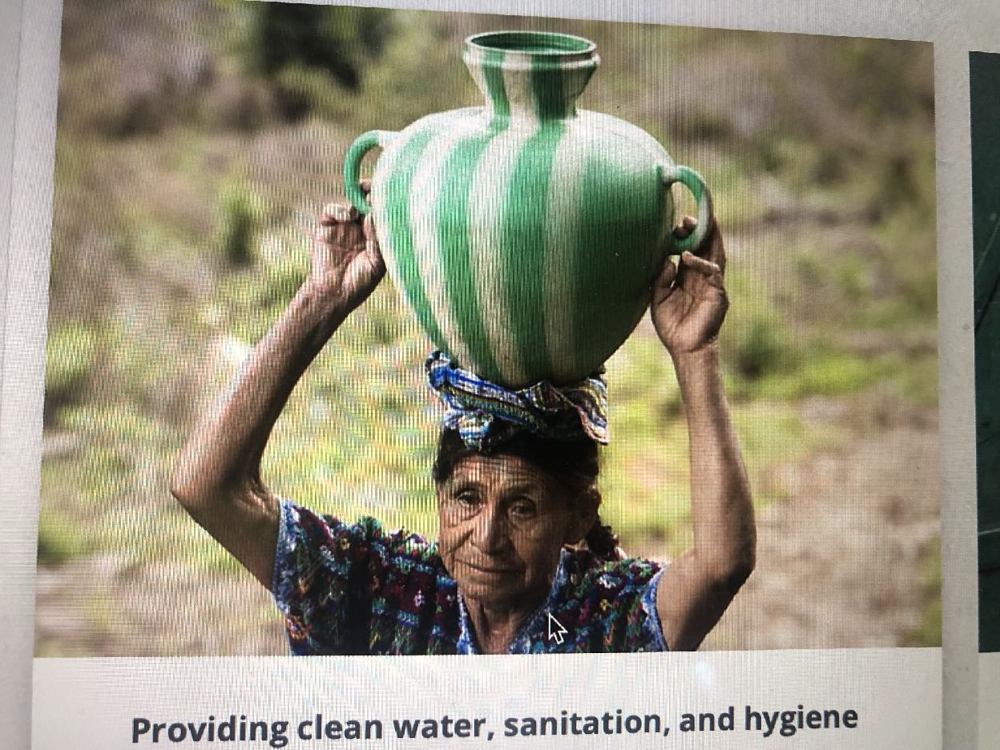 Providing clean water, sanitation, and hygiene